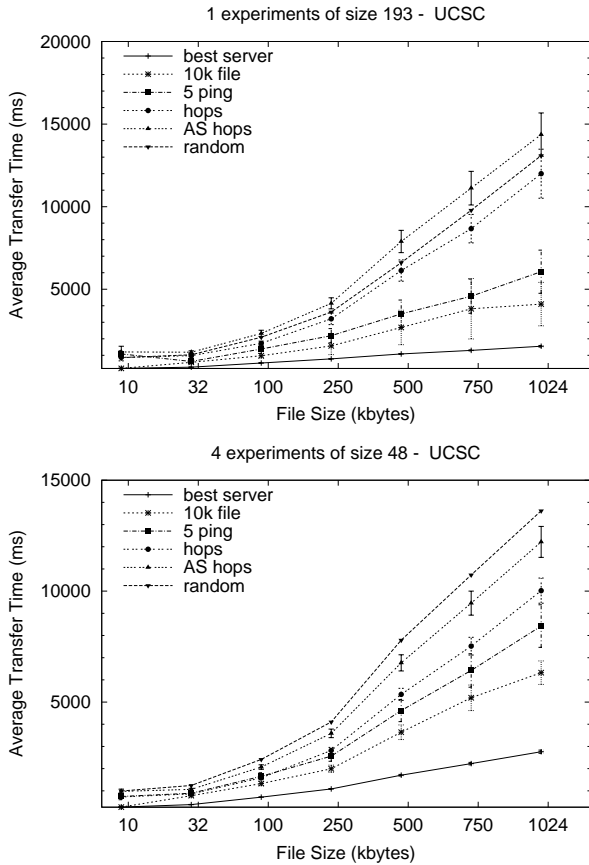 1 experiments of size 193 - UCSC
20000
15000
10000
5000
Average Transfer Time (ms)
best server
10k file
5 ping
hops
AS hops
random
10 32 100 250 500 750 1024
File Size (kbytes)
4 experiments of size 48 - UCSC
15000
10000
5000
Average Transfer Time (ms)
best server
10k file
5 ping
hops
AS hops
random
10 32 100 250 500 750 1024
File Size (kbytes)